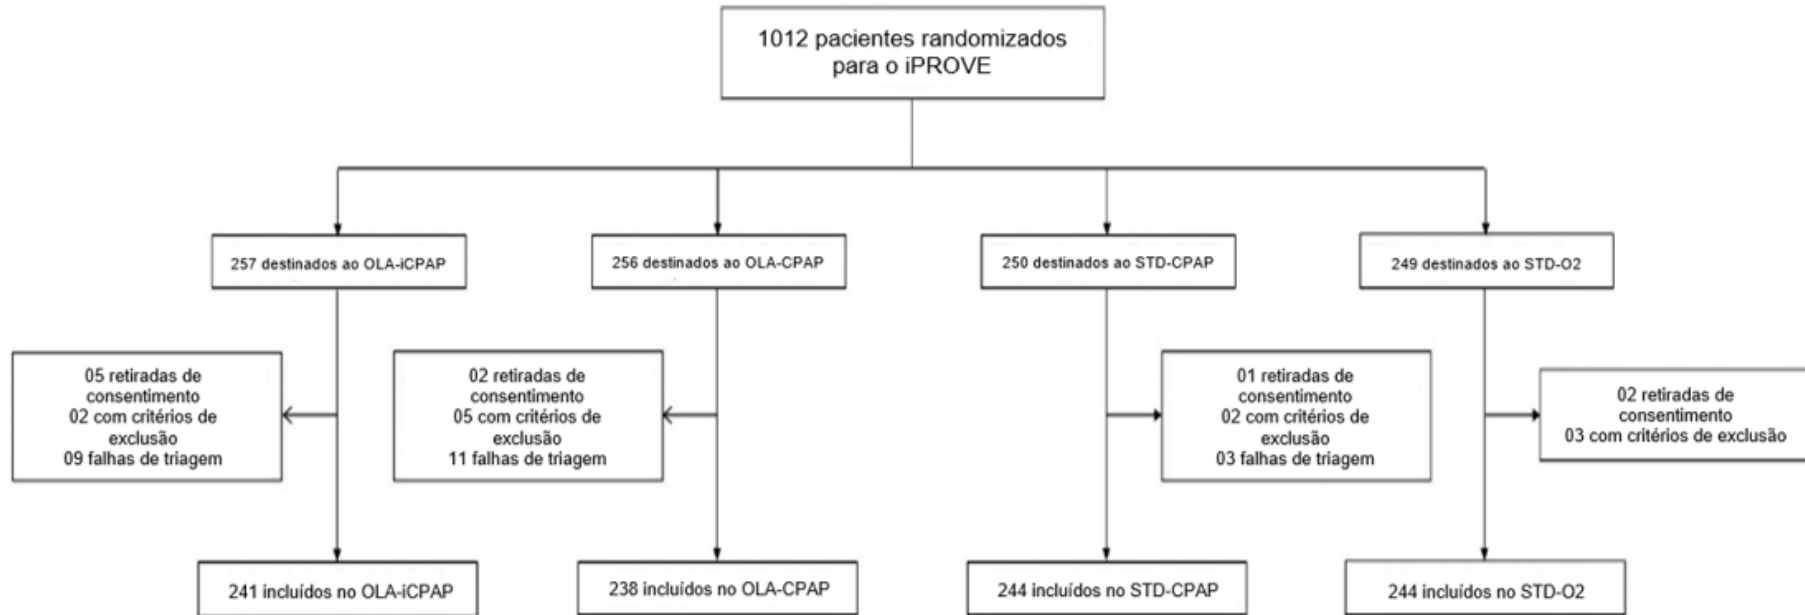 1012 pacientes randomizados
para o iPROVE
257 destinados ao OLA-iCPAP
256 destinados ao OLA-CPAP
250 destinados ao STD-CPAP
249 destinados ao STD-O2
05 retiradas de
consentimento
02 com critérios de
exclusão
09 falhas de triagem
02 retiradas de
consentimento
05 com critérios de
exclusão
11 falhas de triagem
01 retiradas de
consentimento
02 com critérios de
exclusão
03 falhas de triagem
02 retiradas de
consentimento
03 com critérios de exclusão
241 incluídos no OLA-iCPAP
238 incluídos no OLA-CPAP
244 incluídos no STD-CPAP
244 incluídos no STD-O2